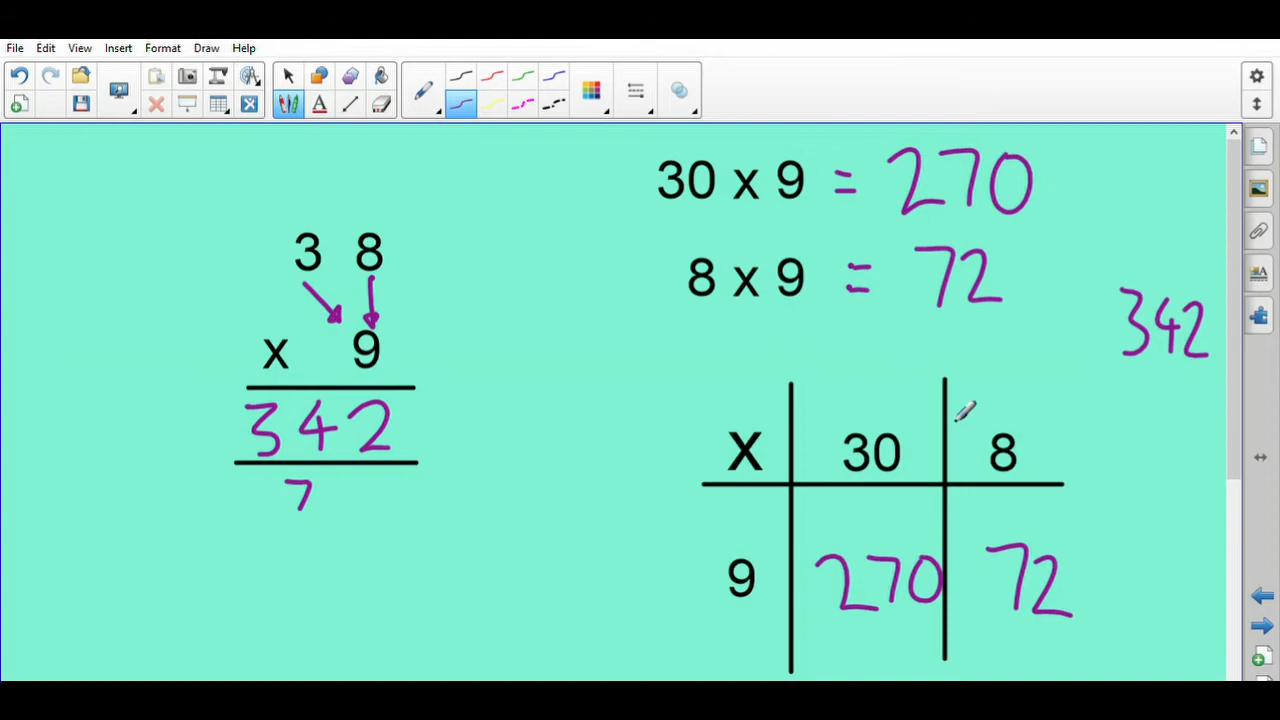 File Edit View Insert Format Draw Help
3 8
x 9
342
7
30 x 9 = 270
8 x 9 = 72
342
X 30 8
9 270 72